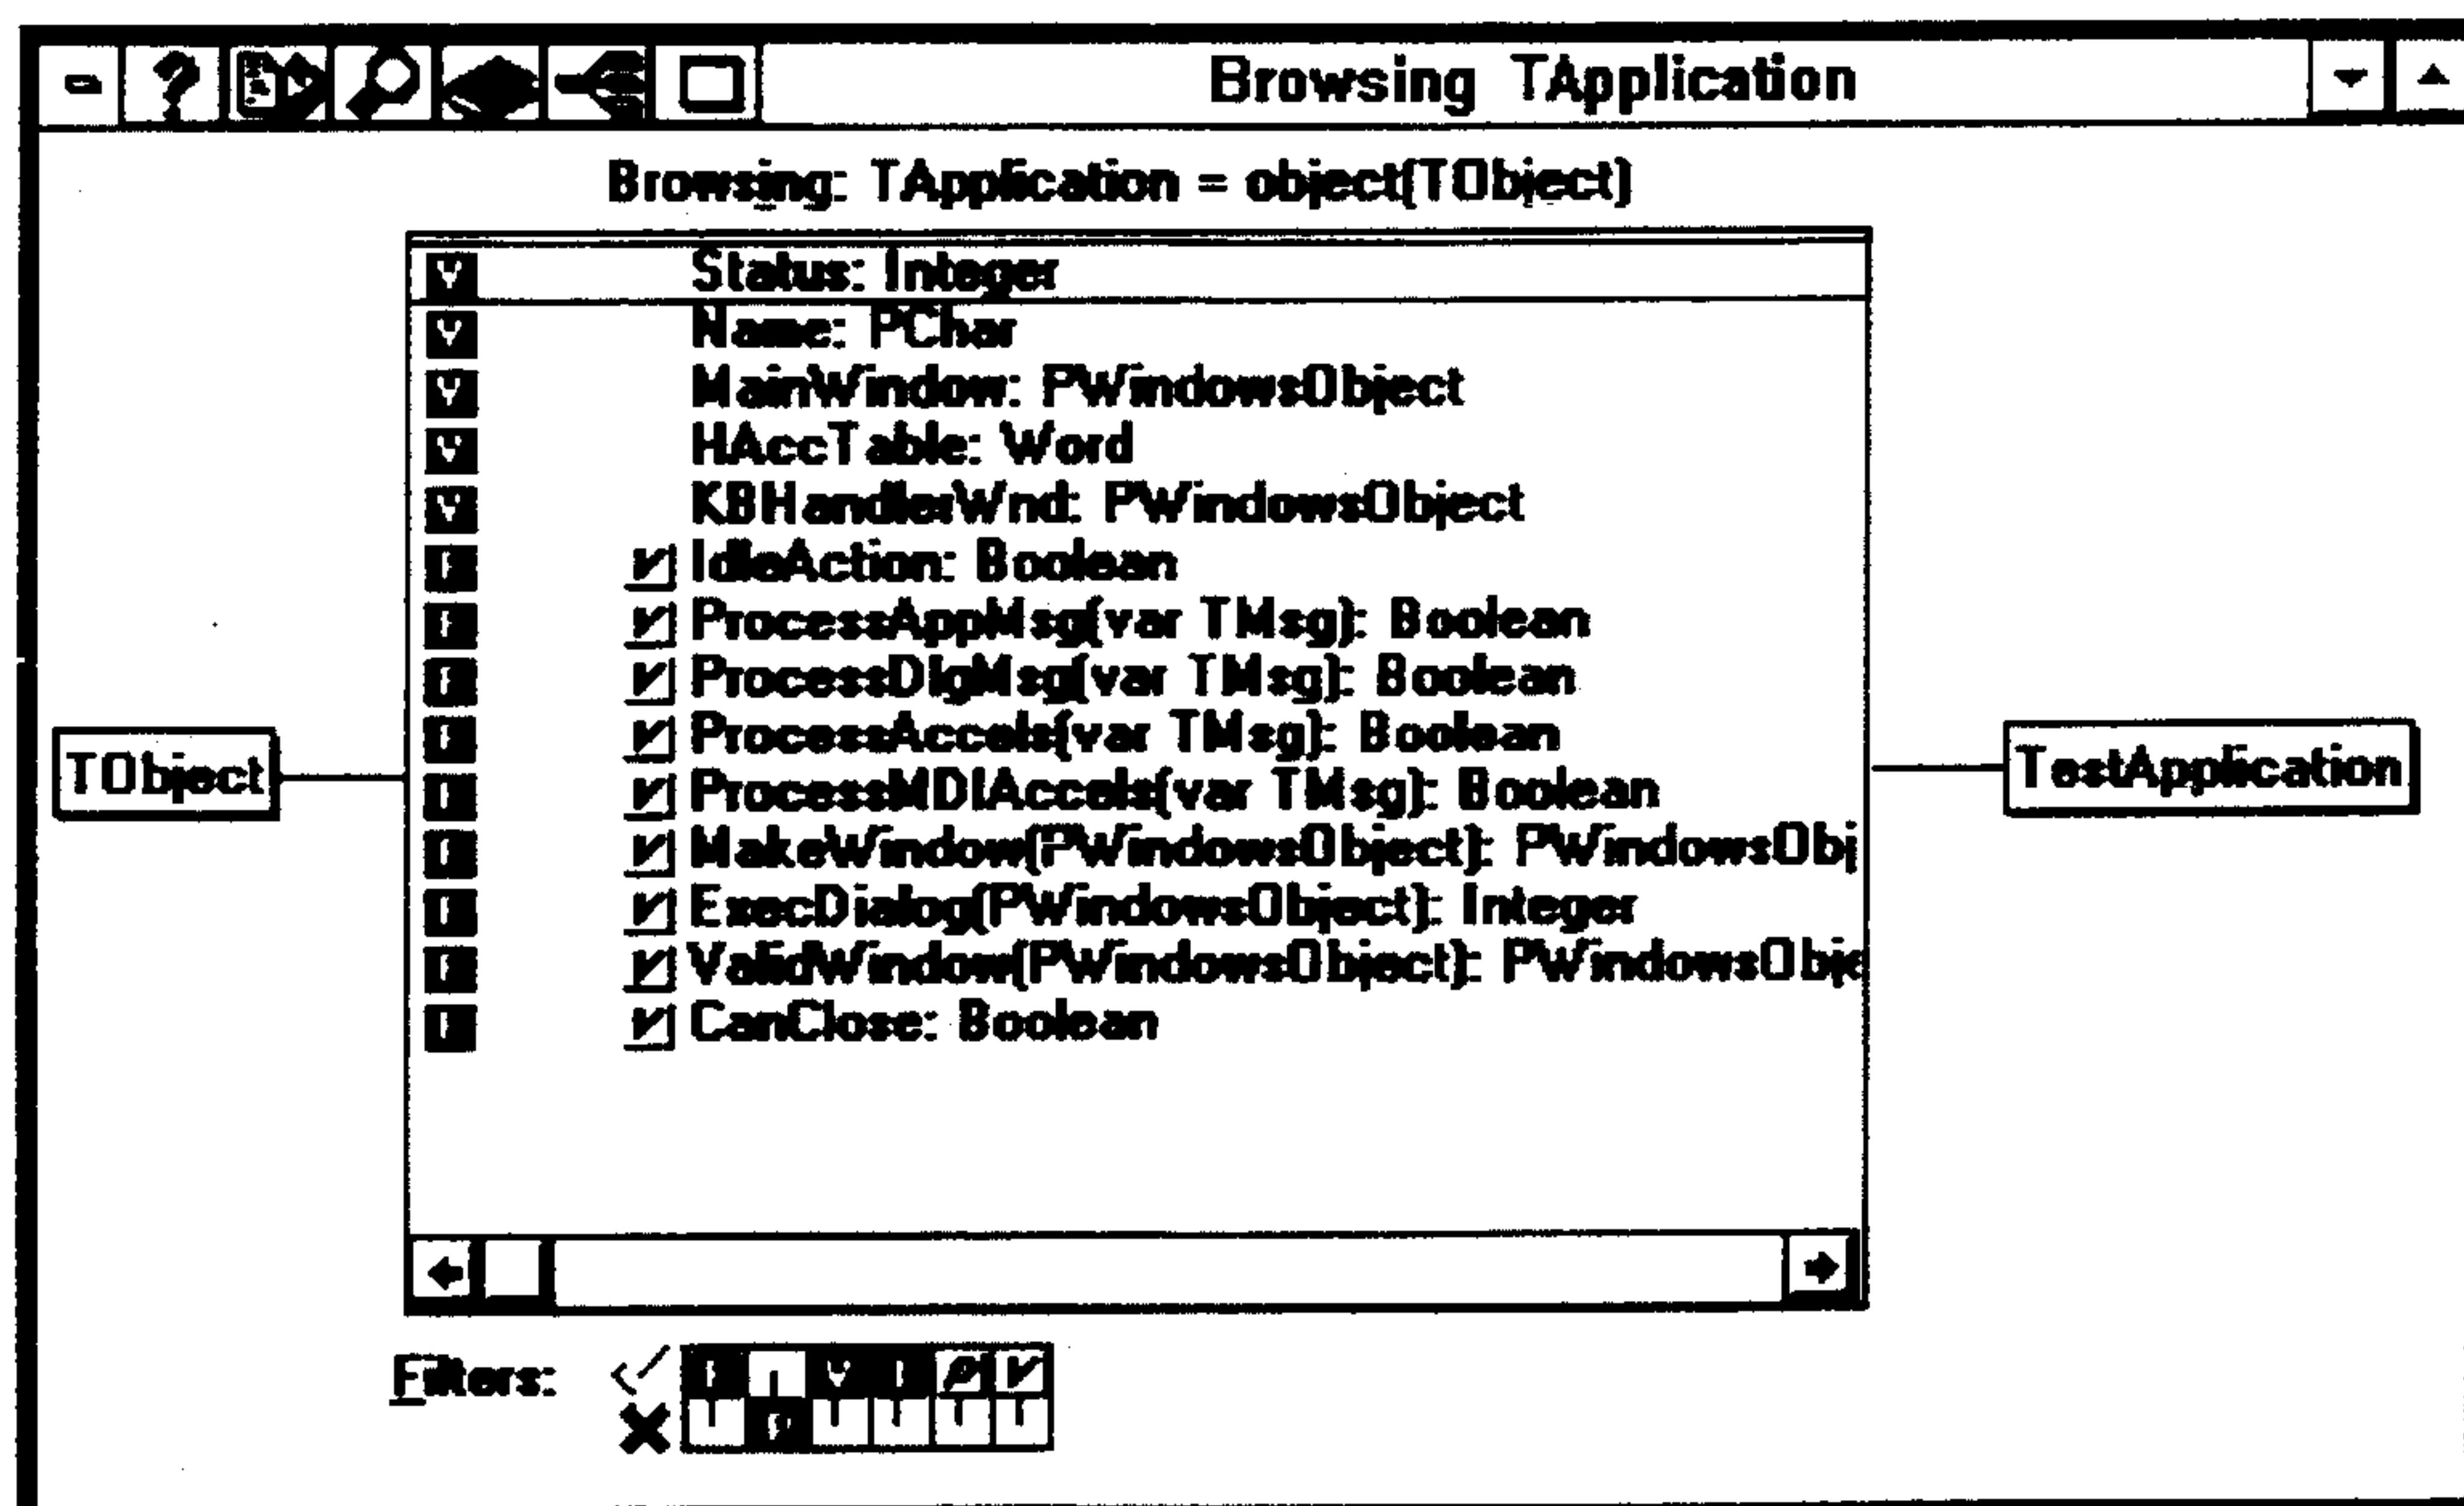 Browsing TApplication
Browsing: TApplication = object(TObject)
V Status: Integer
V Name: PChar
V MainWindow: PWindowsObject
V HAccTable: Word
V KBHandlerWnd: PWindowsObject
F V IdleAction: Boolean
F V ProcessAppMsg(var TMsg): Boolean
F V ProcessDlgMsg(var TMsg): Boolean
F V ProcessAccels(var TMsg): Boolean
F V ProcessMDIAccels(var TMsg): Boolean
F V MakeWindow(PWindowsObject): PWindowsObj
F V ExecDialog(PWindowsObject): Integer
F V ValidWindow(PWindowsObject): PWindowsObje
F V CanClose: Boolean
TObject
TestApplication
Filters: